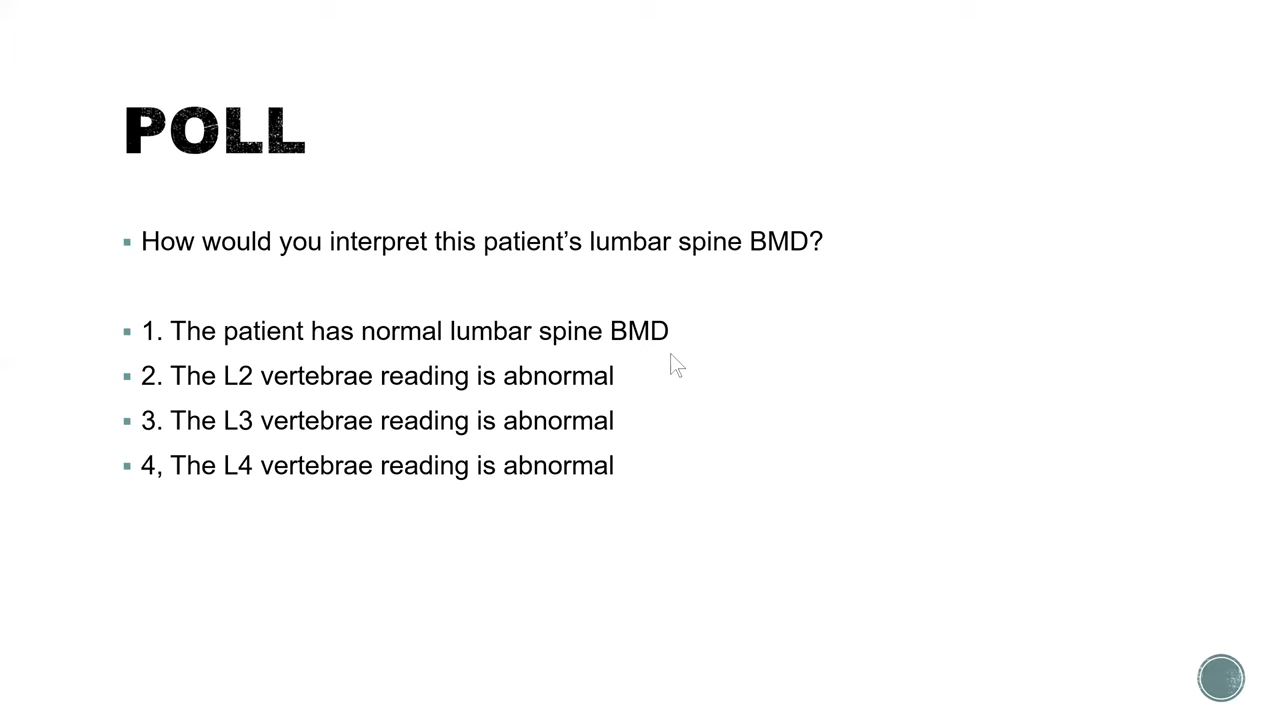 POLL
How would you interpret this patient's lumbar spine BMD?
1. The patient has normal lumbar spine BMD
2. The L2 vertebrae reading is abnormal
3. The L3 vertebrae reading is abnormal
4, The L4 vertebrae reading is abnormal